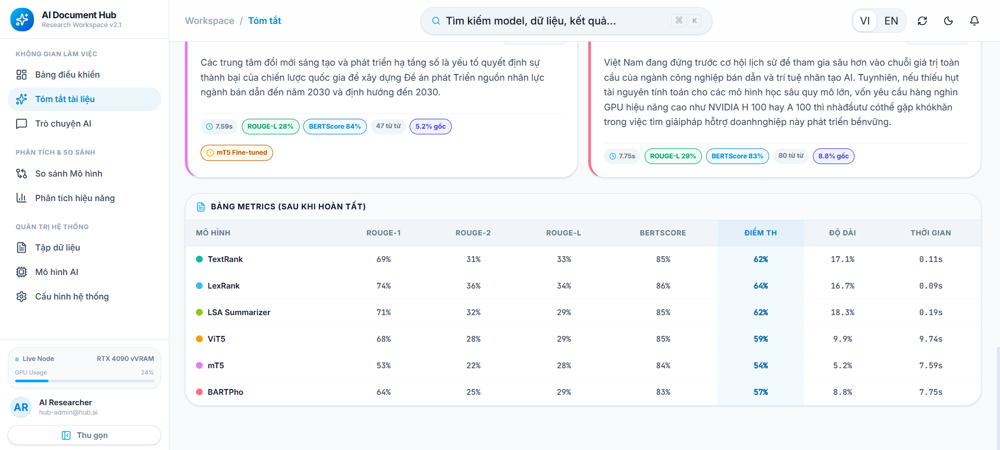 AI Document Hub
Research Workspace v2.1
KHÔNG GIAN LÀM VIỆC
Bảng điều khiển
Tóm tắt tài liệu
Trò chuyện AI
PHÂN TÍCH & SO SÁNH
So sánh Mô hình
Phân tích hiệu năng
QUẢN TRỊ HỆ THỐNG
Tập dữ liệu
Mô hình AI
Cấu hình hệ thống
Live Node RTX 4090 vVRAM
GPU Usage 24%
AR
AI Researcher
hub-admin@hub.ai
Thu gọn
Workspace / Tóm tắt
Tìm kiếm model, dữ liệu, kết quả... ⌘ K
VI EN
Các trung tâm đổi mới sáng tạo và phát triển hạ tầng số là yếu tố quyết định sự
thành bại của chiến lược quốc gia để xây dựng Đề án phát Triển nguồn nhân lực
ngành bán dẫn đến năm 2030 và định hướng đến 2030.
7.59s ROUGE-L 28% BERTScore 84% 47 từ từ 5.2% gốc
mT5 Fine-tuned
Việt Nam đang đứng trước cơ hội lịch sử để tham gia sâu hơn vào chuỗi giá trị toàn
cầu của ngành công nghiệp bán dẫn và trí tuệ nhân tạo AI. Tuynhiên, nếu thiếu hụt
tài nguyên tính toán cho các mô hình học sâu quy mô lớn, vốn yêu cầu hàng nghìn
GPU hiệu năng cao như NVIDIA H 100 hay A 100 thì nhàđầutư cóthể gặp khókhăn
trong việc tìm giảipháp hỗtrợ doanhnghiệp này phát triển bềnvững.
7.75s ROUGE-L 29% BERTScore 83% 80 từ từ 8.8% gốc
BẢNG METRICS (SAU KHI HOÀN TẤT)
MÔ HÌNH ROUGE-1 ROUGE-2 ROUGE-L BERTSCORE ĐIỂM TH ĐỘ DÀI THỜI GIAN
TextRank 69% 31% 33% 85% 62% 17.1% 0.11s
LexRank 74% 36% 34% 86% 64% 16.7% 0.09s
LSA Summarizer 71% 32% 29% 85% 62% 18.3% 0.19s
ViT5 68% 28% 29% 85% 59% 9.9% 9.74s
mT5 53% 22% 28% 84% 54% 5.2% 7.59s
BARTPho 64% 25% 29% 83% 57% 8.8% 7.75s